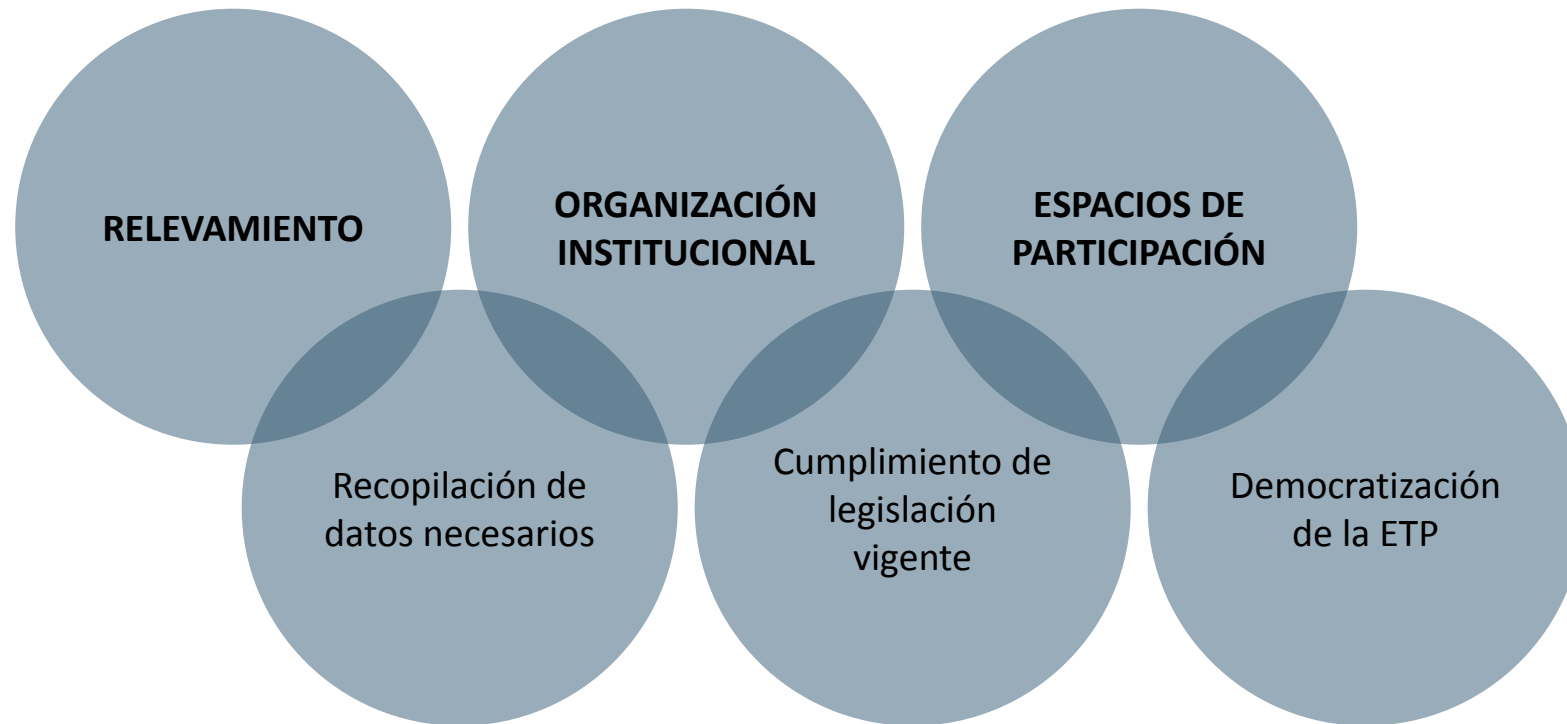 RELEVAMIENTO
ORGANIZACIÓN
INSTITUCIONAL
ESPACIOS DE
PARTICIPACIÓN
Recopilación de
datos necesarios
Cumplimiento de
legislación
vigente
Democratización
de la ETP